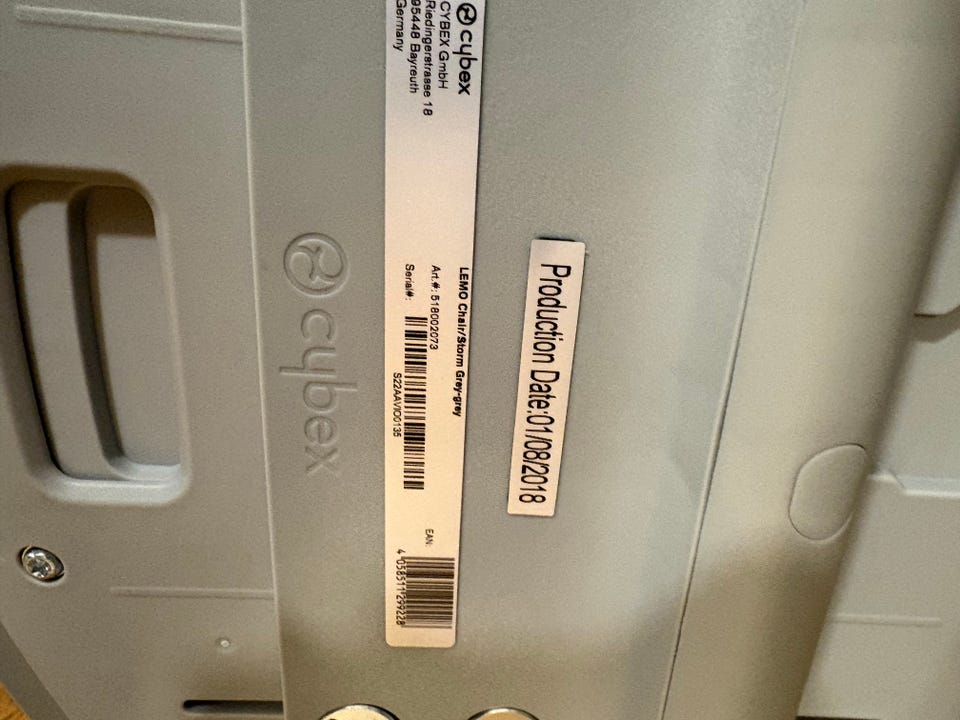 cybex
CYBEX GmbH
Riedingerstrasse 18
95448 Bayreuth
Germany
LEMO Chair/Storm Grey-grey
Art.#: 518002073
Serial#:
S22AAVI00135
EAN:
4 058511 299228
Production Date:01/08/2018
cybex